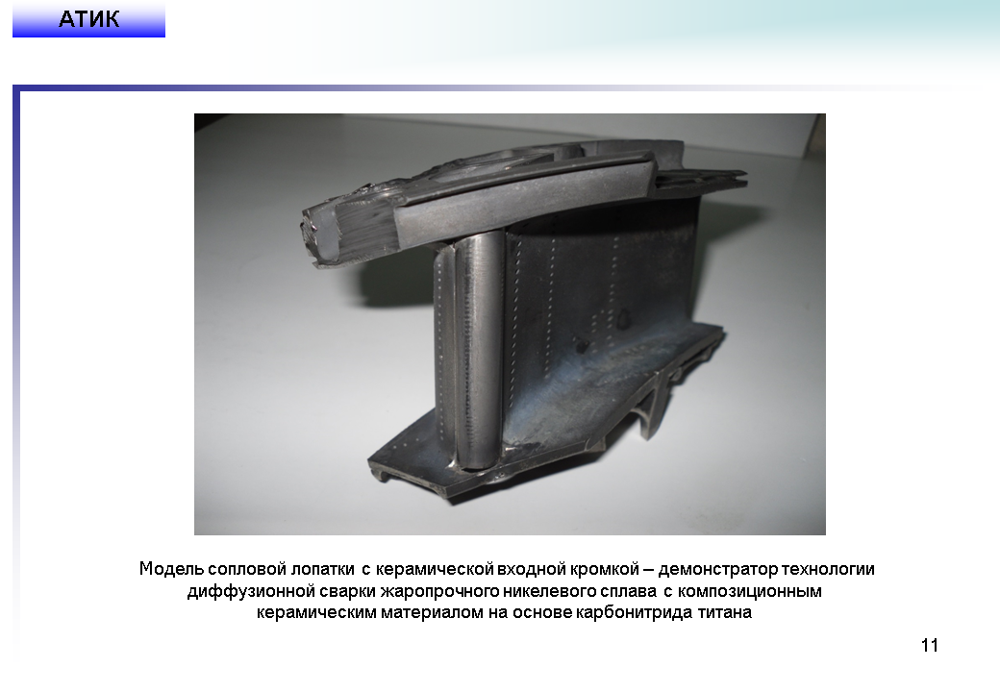 АТИК
Модель сопловой лопатки с керамической входной кромкой – демонстратор технологии
диффузионной сварки жаропрочного никелевого сплава с композиционным
керамическим материалом на основе карбонитрида титана
11